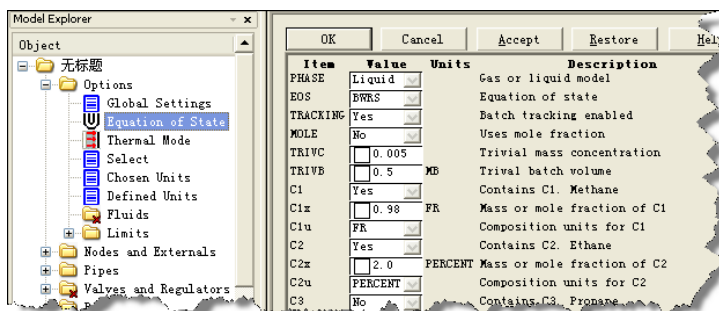 Model Explorer
Object
无标题
Options
Global Settings
Equation of State
Thermal Mode
Select
Chosen Units
Defined Units
Fluids
Limits
Nodes and Externals
Pipes
Valves and Regulators
OK Cancel Accept Restore Hel
Item Value Units Description
PHASE Liquid Gas or liquid model
EOS BWRS Equation of state
TRACKING Yes Batch tracking enabled
MOLE No Uses mole fraction
TRIVC 0.005 Trivial mass concentration
TRIVB 0.5 MB Trival batch volume
C1 Yes Contains C1. Methane
C1x 0.98 FR Mass or mole fraction of C1
C1u FR Composition units for C1
C2 Yes Contains C2. Ethane
C2x 2.0 PERCENT Mass or mole fraction of C2
C2u PERCENT Composition units for C2
C3 No Contains C3. Propane